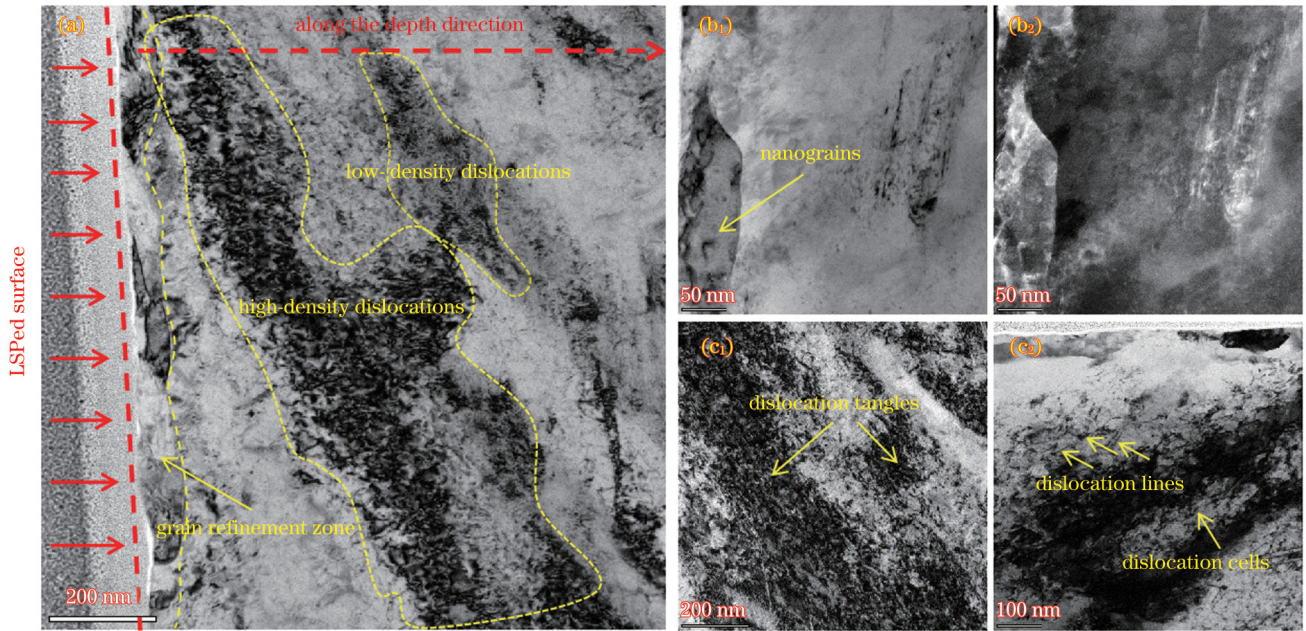 (a)
along the depth direction
LSPed surface
low-density dislocations
high-density dislocations
grain refinement zone
200 nm
(b1)
nanograins
50 nm
(b2)
50 nm
(c1)
dislocation tangles
200 nm
(c2)
dislocation lines
dislocation cells
100 nm